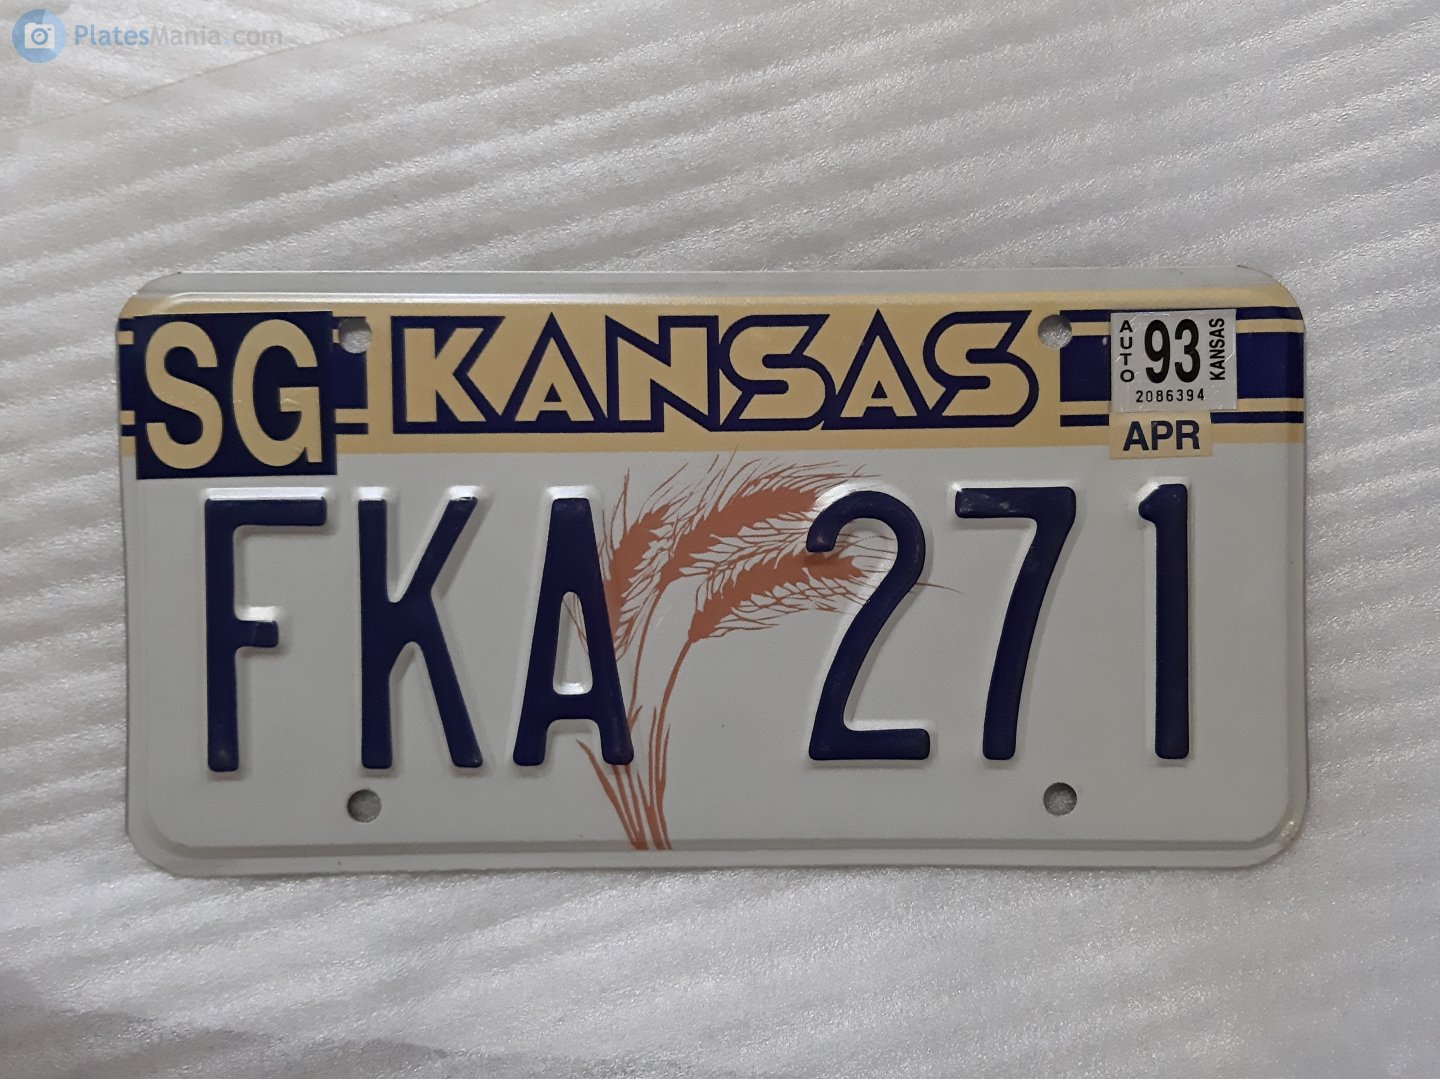 PlatesMania.com
SG KANSAS
AUTO 93 KANSAS
2086394
APR
FKA 271